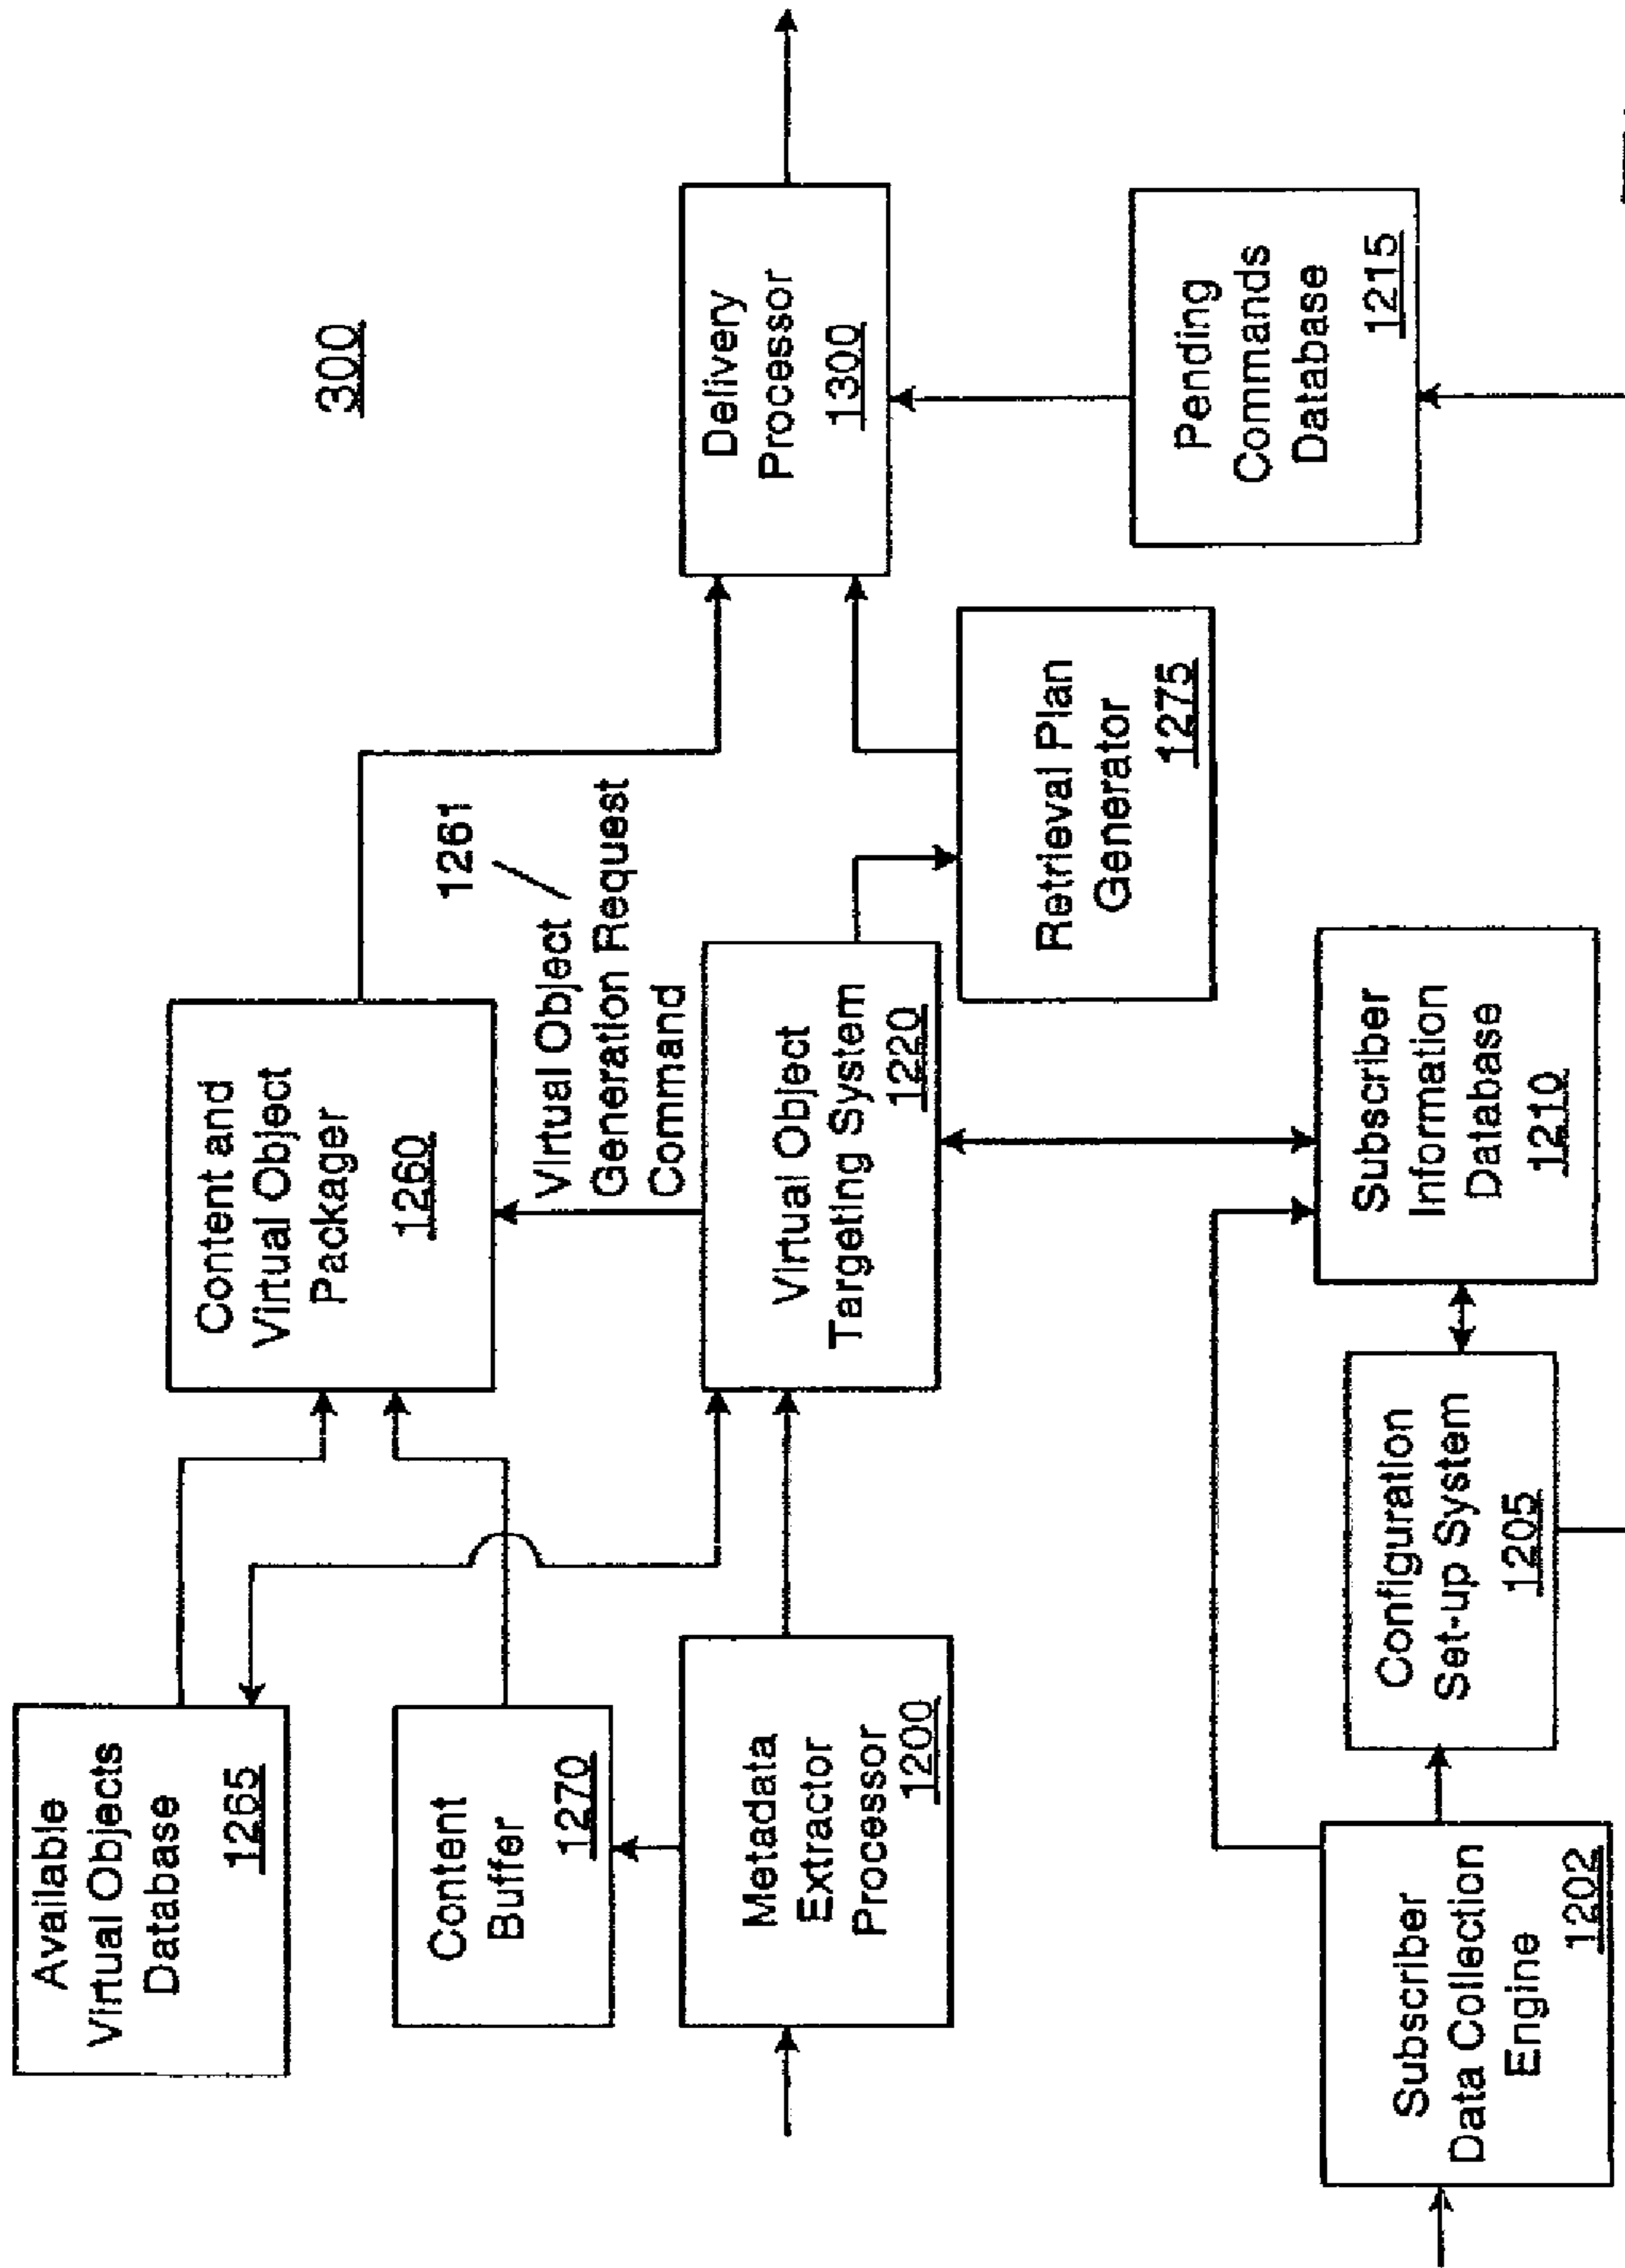 300
Available
Virtual Objects
Database
1265
Content and
Virtual Object
Packager
1260
1261
Virtual Object
Generation Request
Command
Content
Buffer
1270
Metadata
Extractor
Processor
1200
Virtual Object
Targeting System
1220
Delivery
Processor
1300
Retrieval Plan
Generator
1275
Pending
Commands
Database
1215
Subscriber
Data Collection
Engine
1202
Configuration
Set-up System
1205
Subscriber
Information
Database
1210